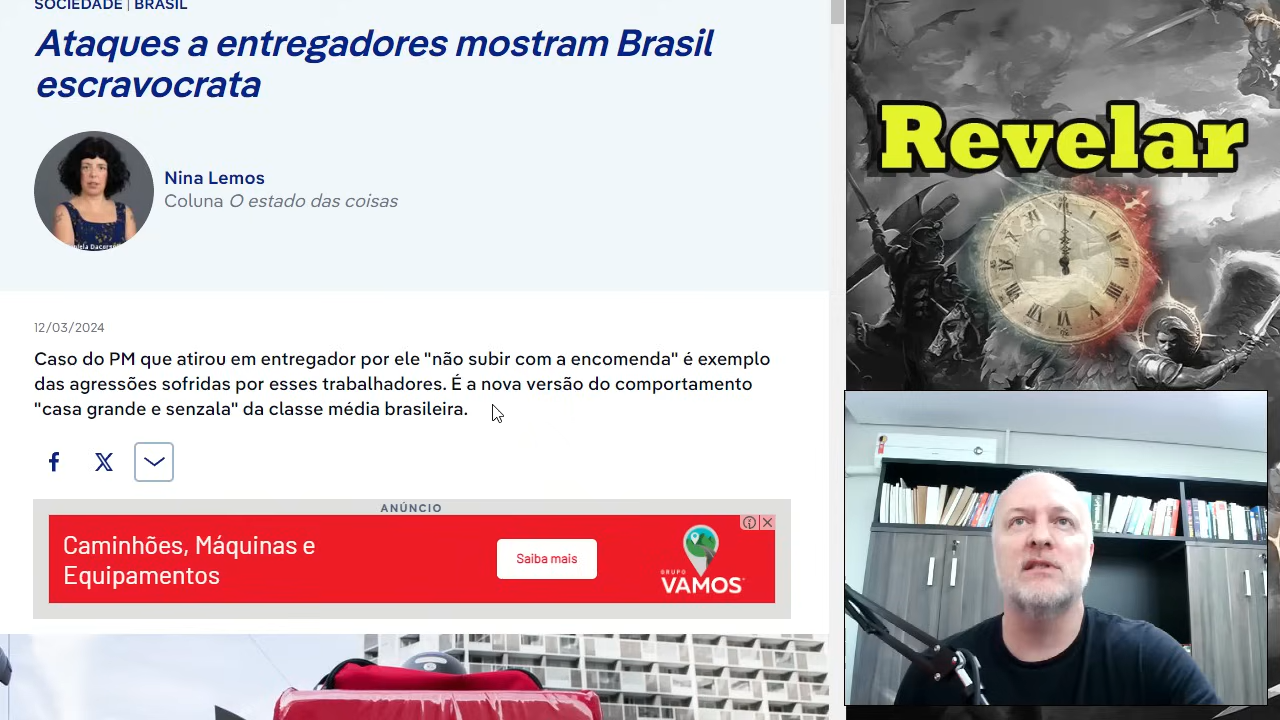 SOCIEDADE | BRASIL
Ataques a entregadores mostram Brasil
escravocrata
Nina Lemos
Coluna O estado das coisas
12/03/2024
Caso do PM que atirou em entregador por ele "não subir com a encomenda" é exemplo
das agressões sofridas por esses trabalhadores. É a nova versão do comportamento
"casa grande e senzala" da classe média brasileira.
ANÚNCIO
Caminhões, Máquinas e
Equipamentos
Saiba mais
GRUPO
VAMOS
Revelar